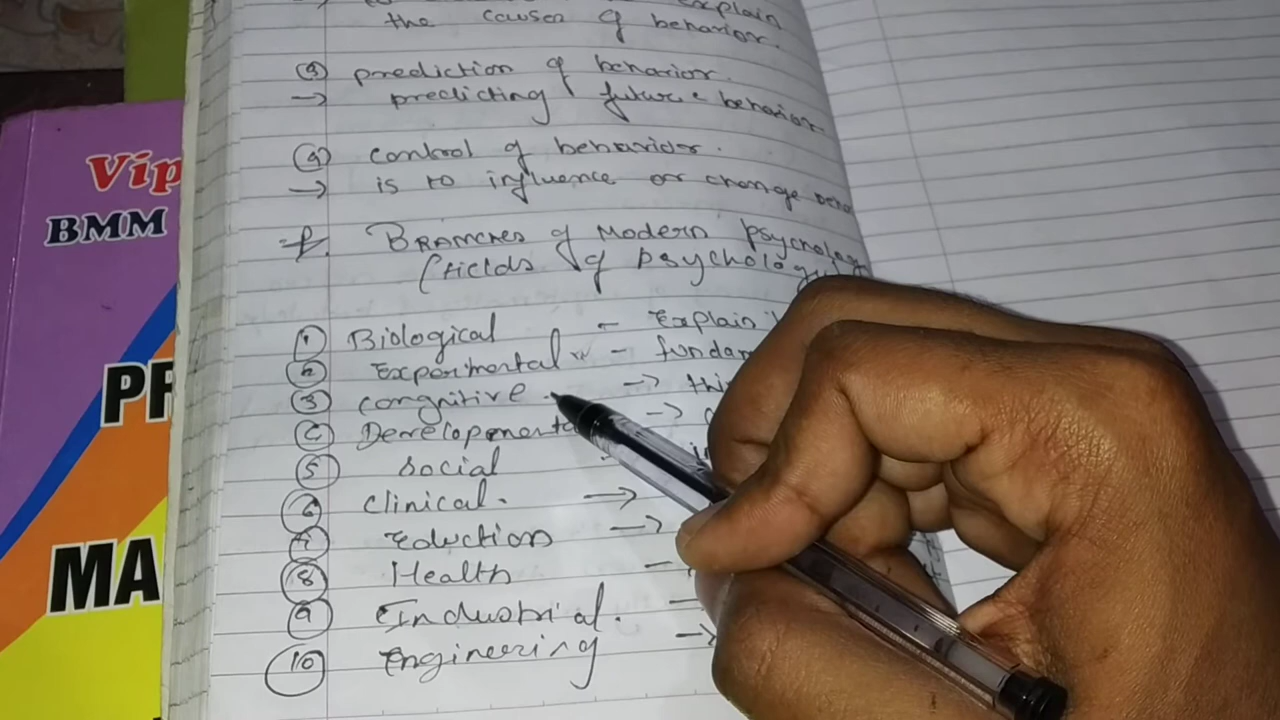 explain
the causes of behavior.
③ prediction of behavior.
→ predicting future behavior
④ control of behavior.
→ is to influence or change
BRANCHES of Modern psychology
(fields of psychology
① Biological – Explain
② Experimental – fundam
③ congnitive →
④ Developmenta →
⑤ social
⑥ clinical. →
⑦ Eduction →
⑧ Health –
⑨ Industrial. –
⑩ Engineering →
Vip
BMM
PR
MA